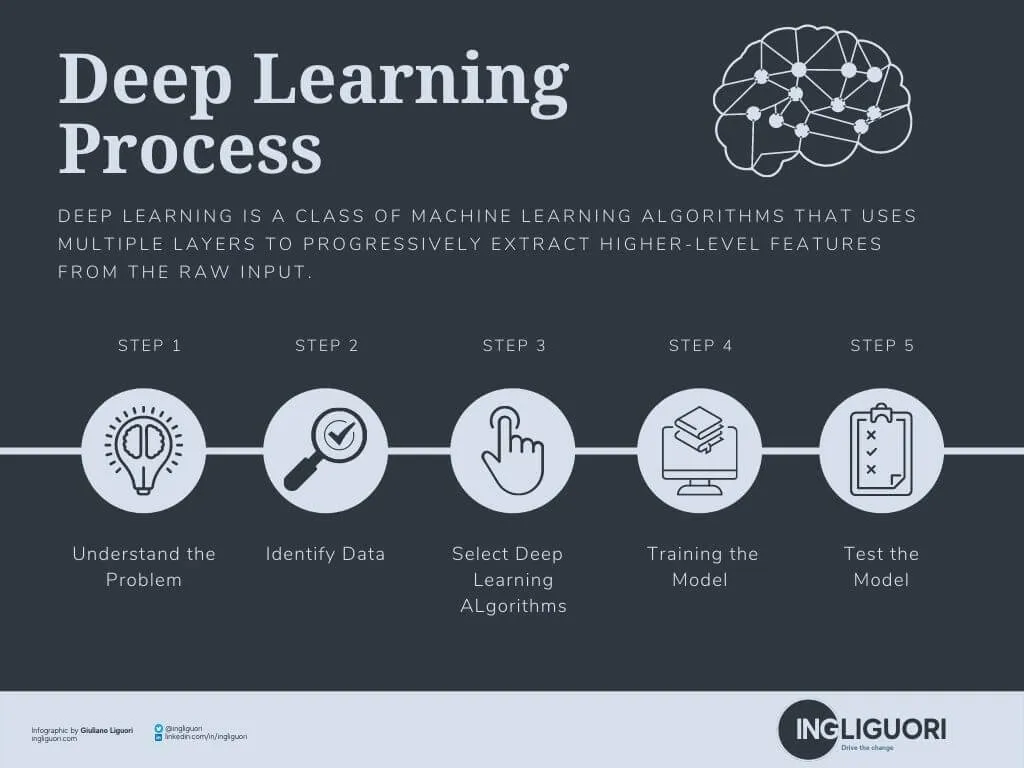 Deep Learning
Process
DEEP LEARNING IS A CLASS OF MACHINE LEARNING ALGORITHMS THAT USES
MULTIPLE LAYERS TO PROGRESSIVELY EXTRACT HIGHER-LEVEL FEATURES
FROM THE RAW INPUT.
STEP 1
STEP 2
STEP 3
STEP 4
STEP 5
Understand the
Problem
Identify Data
Select Deep
Learning
ALgorithms
Training the
Model
Test the
Model
Infographic by Giuliano Liguori
ingliguori.com
@ingliguori
in linkedin.com/in/ingliguori
INGLIGUORI
Drive the change